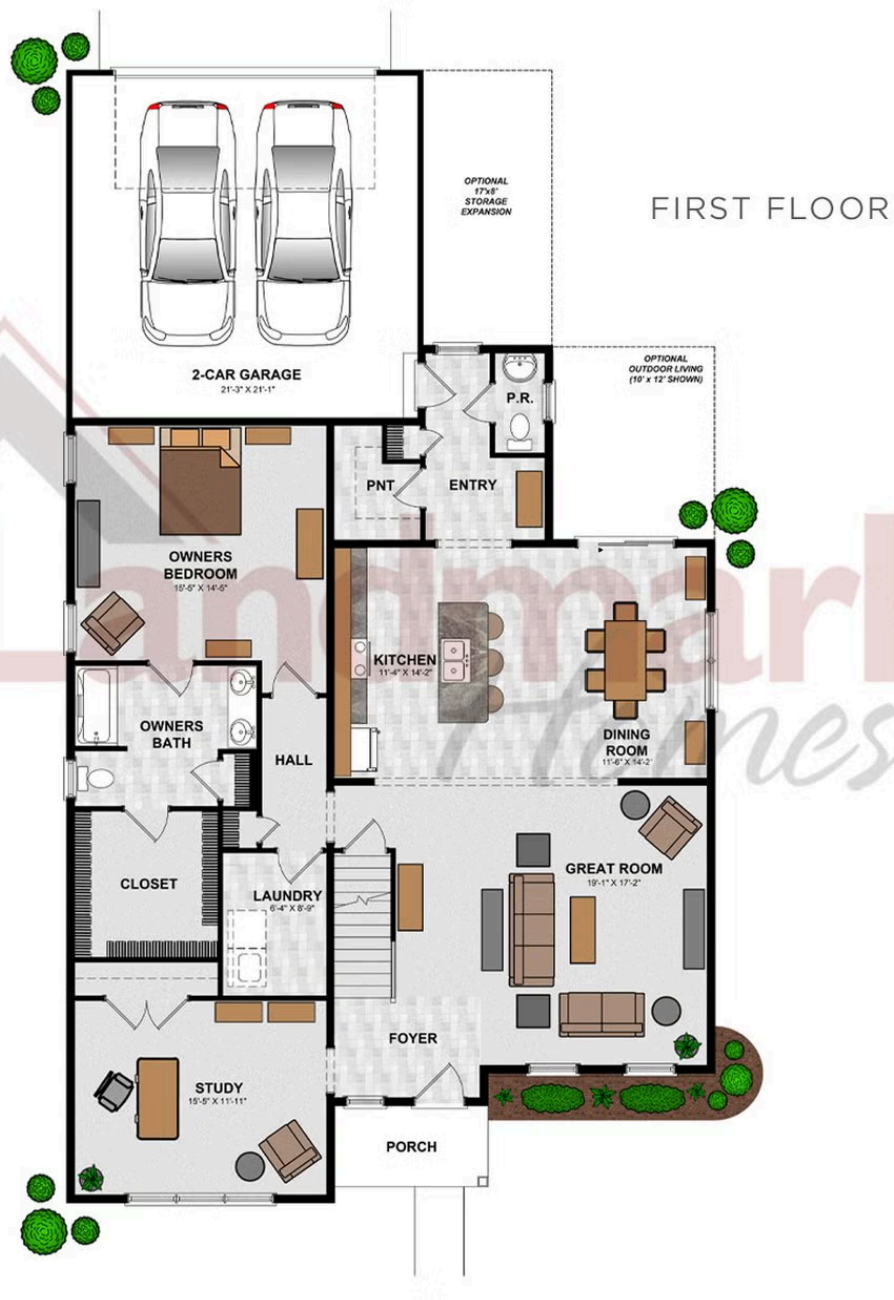 OPTIONAL
17'x8'
STORAGE
EXPANSION
FIRST FLOOR
2-CAR GARAGE
21'-3" X 21'-1"
OPTIONAL
OUTDOOR LIVING
(10' x 12' SHOWN)
P.R.
PNT
ENTRY
OWNERS
BEDROOM
15'-5" X 14'-5"
Landmark
Homes
KITCHEN
11'-4" X 14'-2"
OWNERS
BATH
DINING
ROOM
11'-6" X 14'-2"
HALL
GREAT ROOM
19'-1" X 17'-2"
CLOSET
LAUNDRY
6'-4" X 8'-9"
FOYER
STUDY
15'-5" X 11'-11"
PORCH